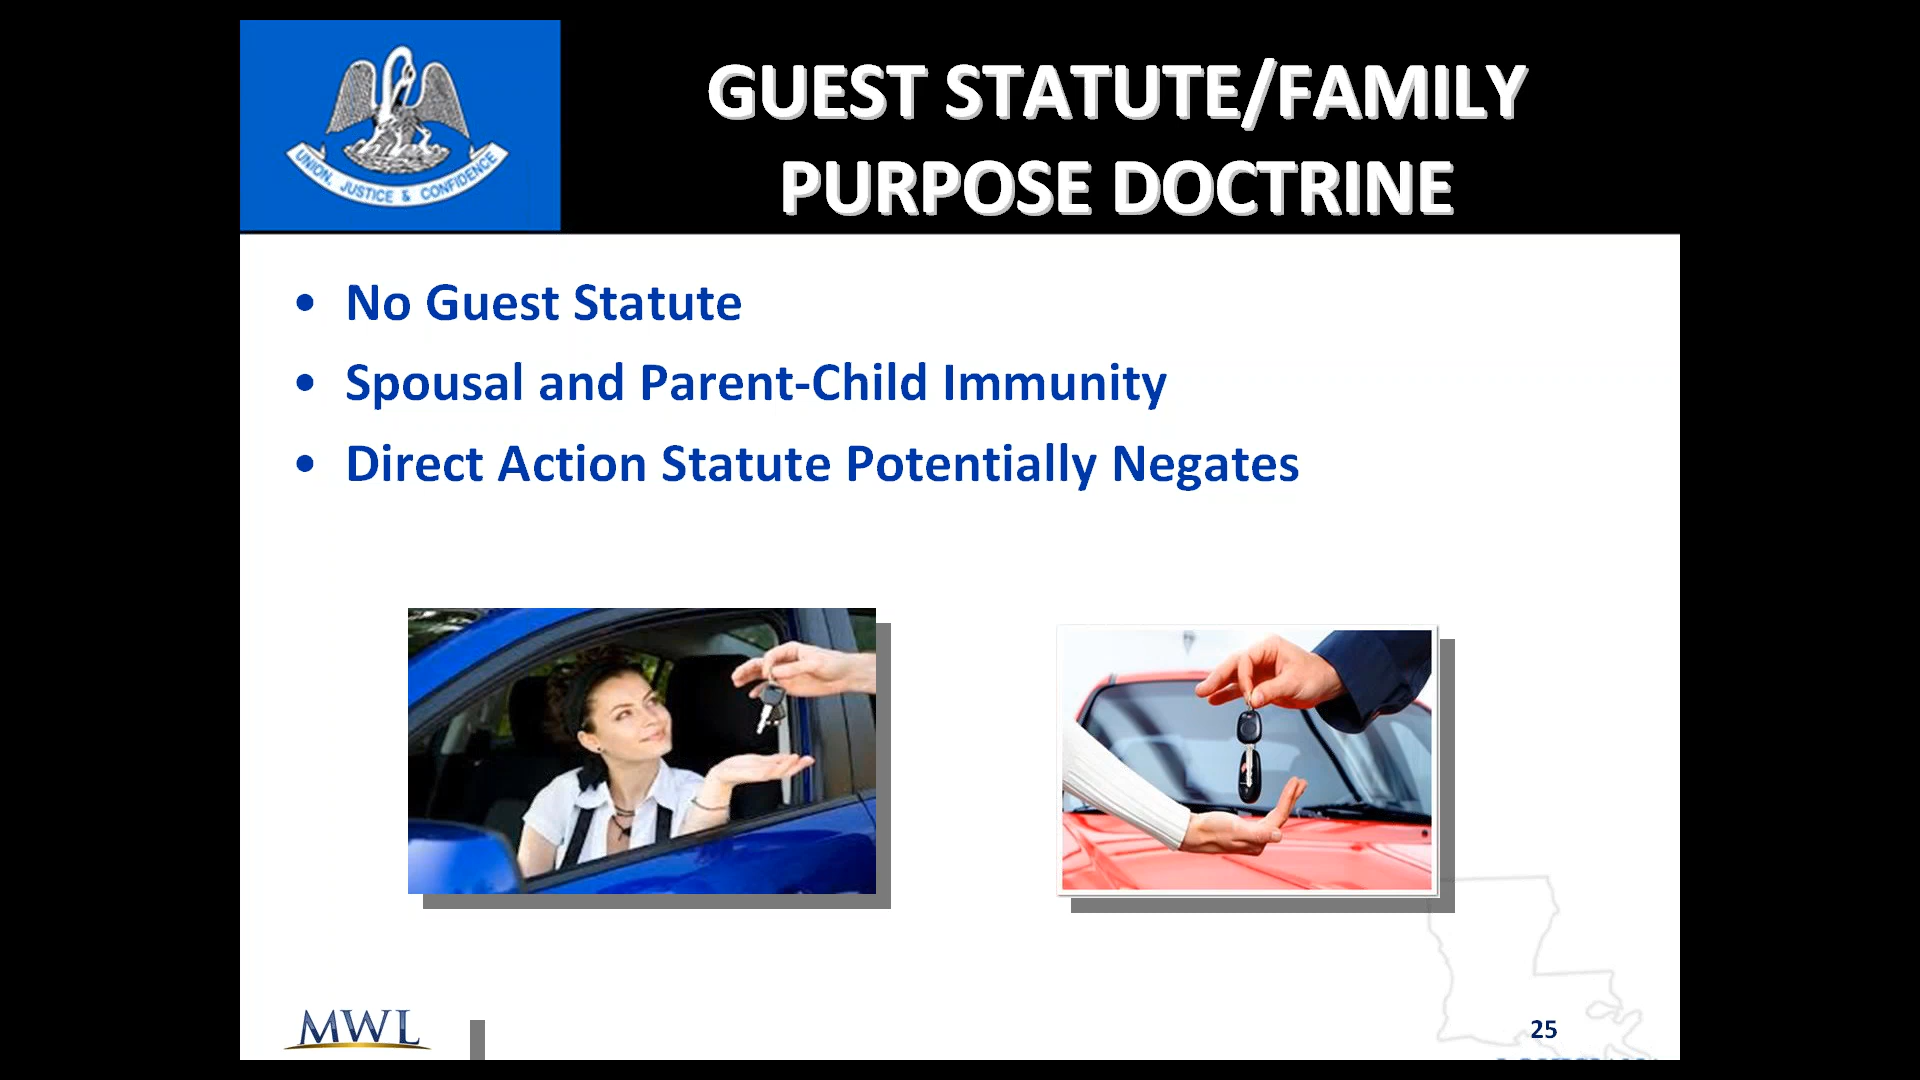 UNION, JUSTICE & CONFIDENCE
GUEST STATUTE/FAMILY
PURPOSE DOCTRINE
• No Guest Statute
• Spousal and Parent-Child Immunity
• Direct Action Statute Potentially Negates
MWL
25